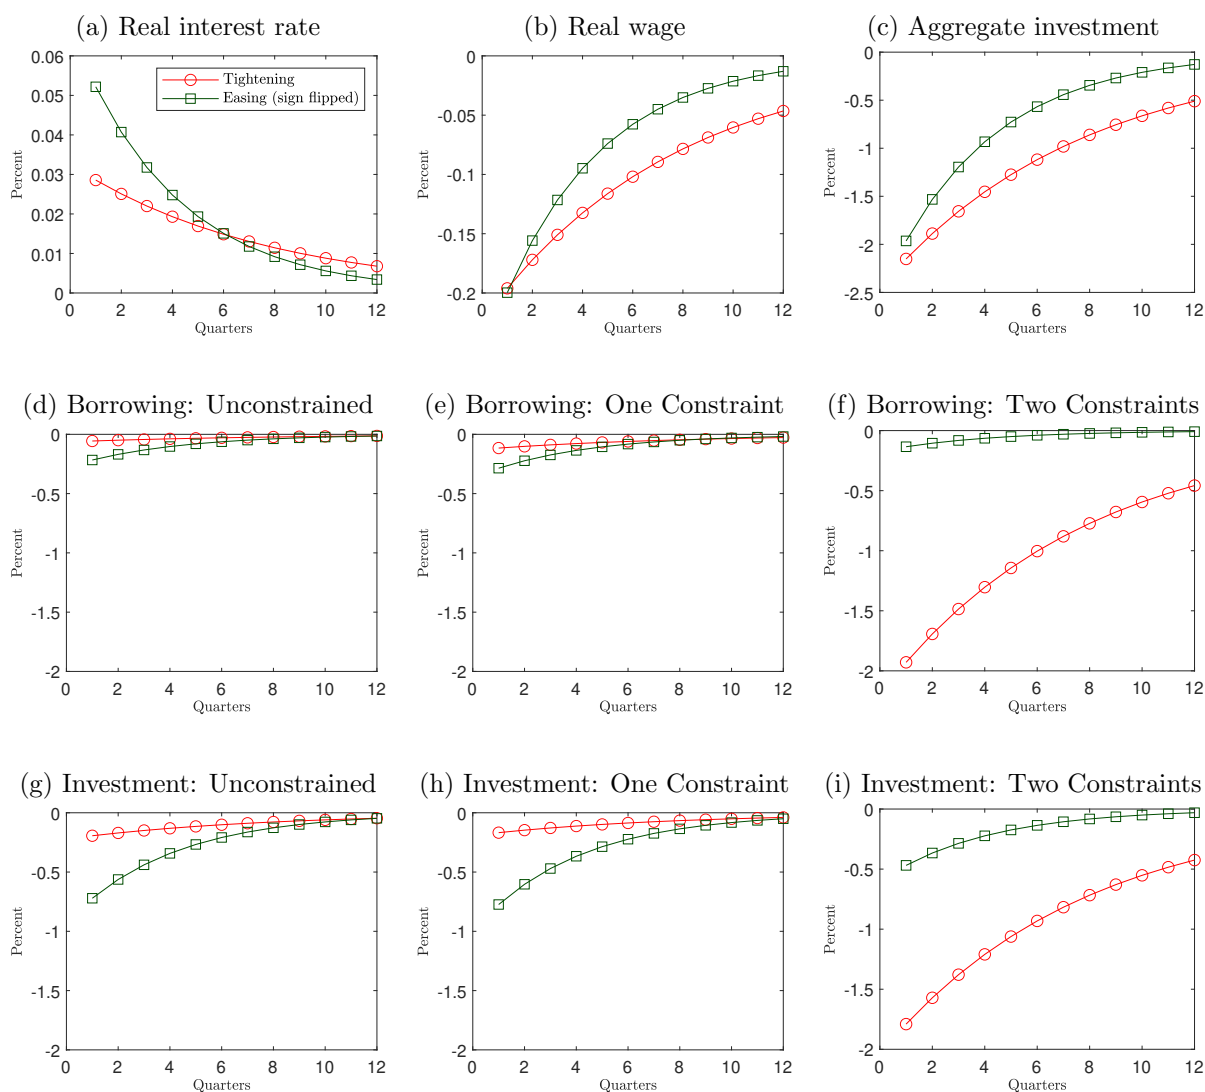 (a) Real interest rate
(b) Real wage
(c) Aggregate investment
0.06
0.05
0.04
0.03
0.02
0.01
0
Percent
Tightening
Easing (sign flipped)
0 2 4 6 8 10 12
Quarters
0
-0.05
-0.1
-0.15
-0.2
Percent
0 2 4 6 8 10 12
Quarters
0
-0.5
-1
-1.5
-2
-2.5
Percent
0 2 4 6 8 10 12
Quarters
(d) Borrowing: Unconstrained
(e) Borrowing: One Constraint
(f) Borrowing: Two Constraints
0
-0.5
-1
-1.5
-2
Percent
0 2 4 6 8 10 12
Quarters
0
-0.5
-1
-1.5
-2
Percent
0 2 4 6 8 10 12
Quarters
0
-0.5
-1
-1.5
-2
Percent
0 2 4 6 8 10 12
Quarters
(g) Investment: Unconstrained
(h) Investment: One Constraint
(i) Investment: Two Constraints
0
-0.5
-1
-1.5
-2
Percent
0 2 4 6 8 10 12
Quarters
0
-0.5
-1
-1.5
-2
Percent
0 2 4 6 8 10 12
Quarters
0
-0.5
-1
-1.5
-2
Percent
0 2 4 6 8 10 12
Quarters